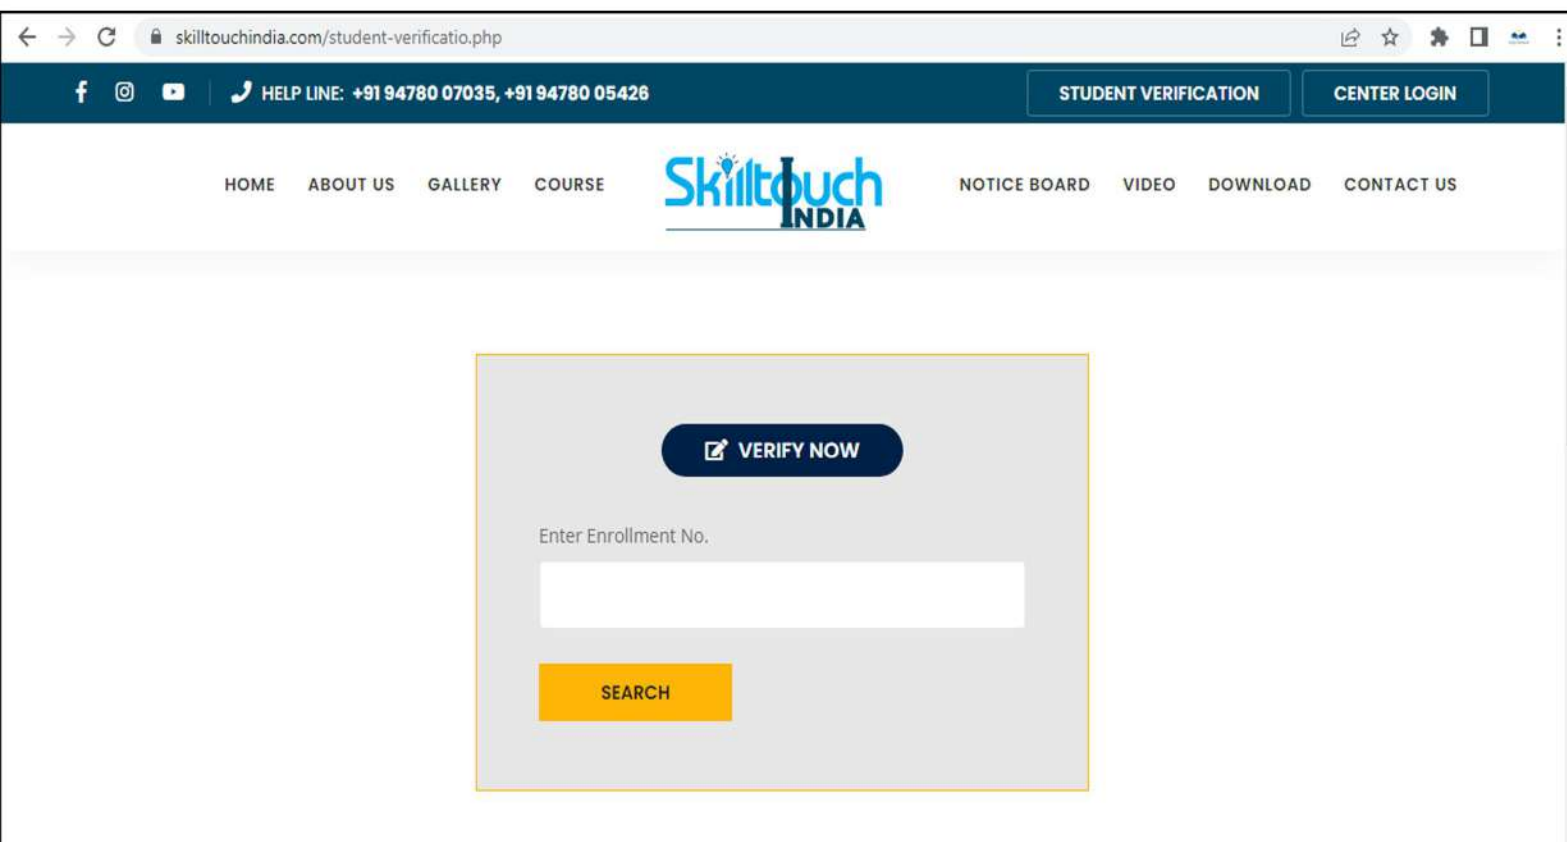 skilltouchindia.com/student-verificatio.php
HELP LINE: +91 94780 07035, +91 94780 05426
STUDENT VERIFICATION
CENTER LOGIN
HOME ABOUT US GALLERY COURSE
Skilltouch
INDIA
NOTICE BOARD VIDEO DOWNLOAD CONTACT US
VERIFY NOW
Enter Enrollment No.
SEARCH